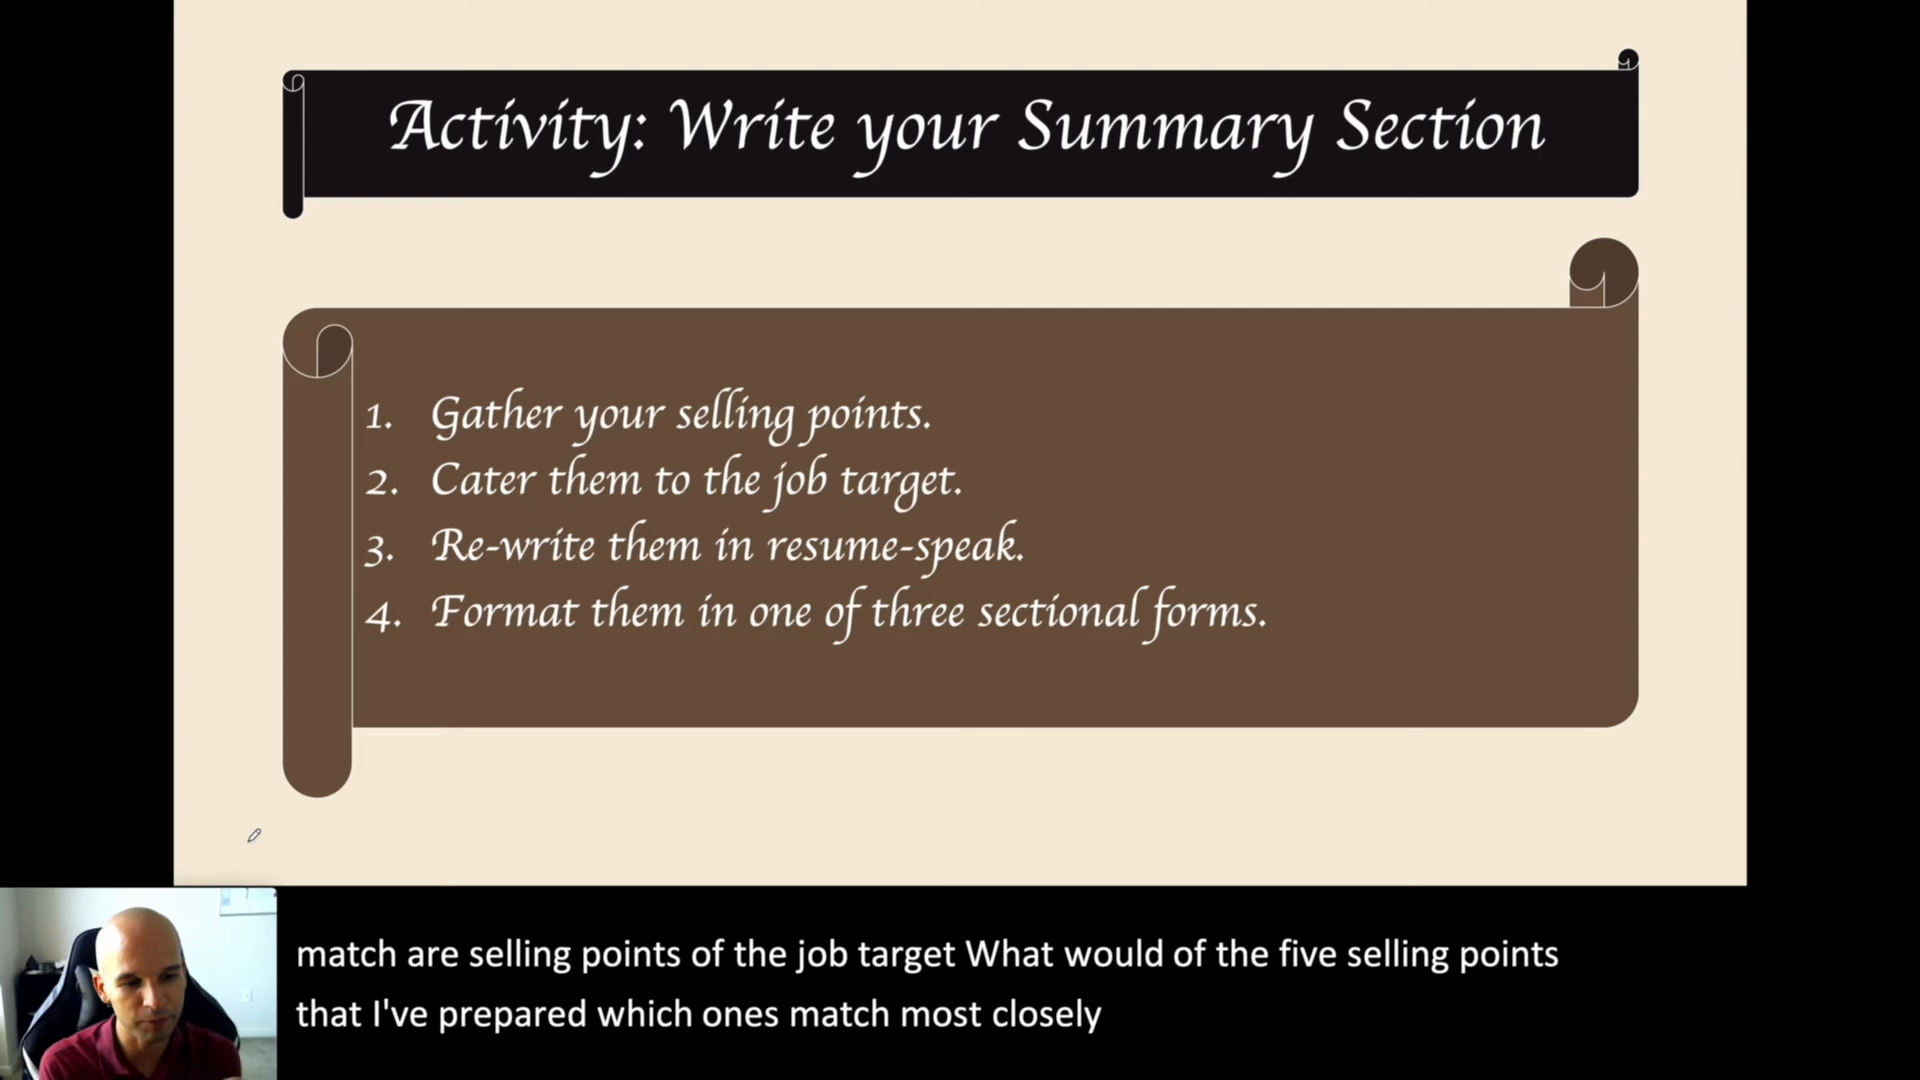 Activity: Write your Summary Section
1. Gather your selling points.
2. Cater them to the job target.
3. Re-write them in resume-speak.
4. Format them in one of three sectional forms.
match are selling points of the job target What would of the five selling points
that I've prepared which ones match most closely